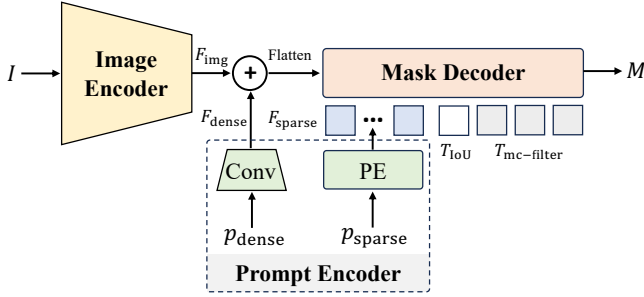 I
Image
Encoder
F_img
+
Flatten
Mask Decoder
M
F_dense
F_sparse
...
T_IoU
T_mc−filter
Conv
PE
p_dense
p_sparse
Prompt Encoder